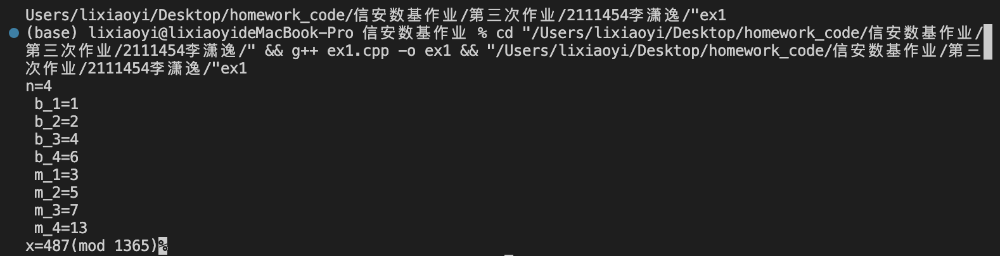 Users/lixiaoyi/Desktop/homework_code/信安数基作业/第三次作业/2111454李潇逸/"ex1
(base) lixiaoyi@lixiaoyideMacBook-Pro 信安数基作业 % cd "/Users/lixiaoyi/Desktop/homework_code/信安数基作业/
第三次作业/2111454李潇逸/" && g++ ex1.cpp -o ex1 && "/Users/lixiaoyi/Desktop/homework_code/信安数基作业/第三
次作业/2111454李潇逸/"ex1
n=4
b_1=1
b_2=2
b_3=4
b_4=6
m_1=3
m_2=5
m_3=7
m_4=13
x=487(mod 1365)%